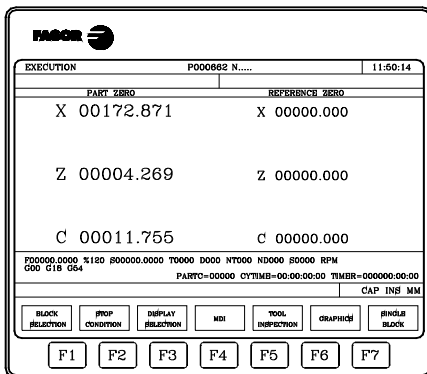 FAGOR
EXECUTION P000662 N..... 11:50:14
PART ZERO REFERENCE ZERO
X 00172.871 X 00000.000
Z 00004.269 Z 00000.000
C 00011.755 C 00000.000
F00000.0000 %120 S00000.0000 T0000 D000 NT000 ND000 S0000 RPM
G00 G18 G54
PARTC=00000 CYTIME=00:00:00:00 TIMER=000000:00:00
CAP INS MM
BLOCK SELECTION STOP CONDITION DISPLAY SELECTION MDI TOOL INSPECTION GRAPHICS SINGLE BLOCK
F1 F2 F3 F4 F5 F6 F7